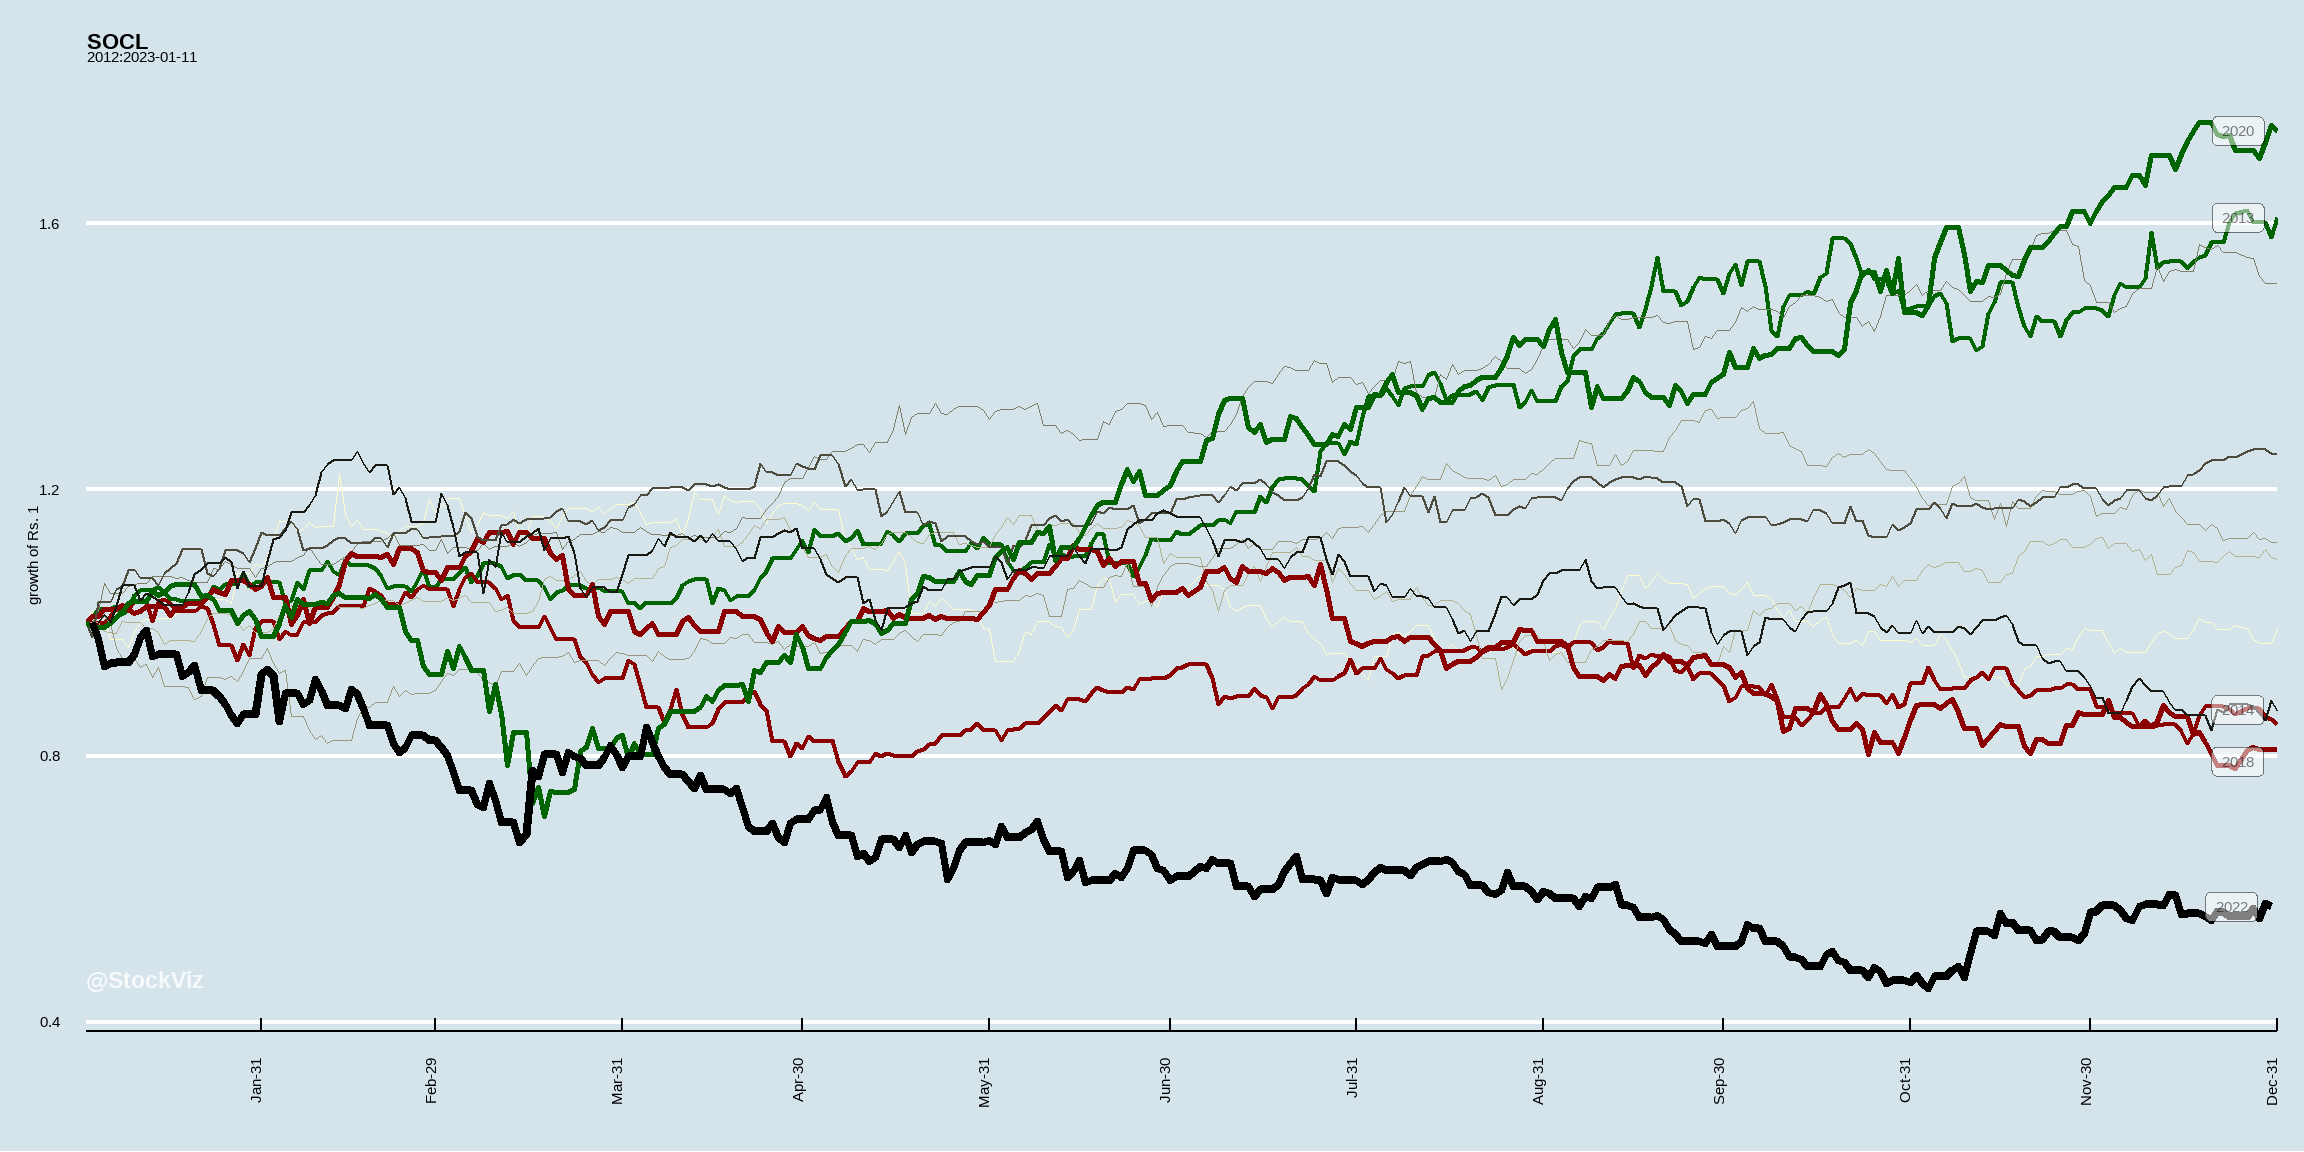 SOCL
2012:2023-01-11
2020
1.6
2013
1.2
growth of Rs. 1
2014
0.8
2018
2022
@StockViz
0.4
Jan-31
Feb-29
Mar-31
Apr-30
May-31
Jun-30
Jul-31
Aug-31
Sep-30
Oct-31
Nov-30
Dec-31